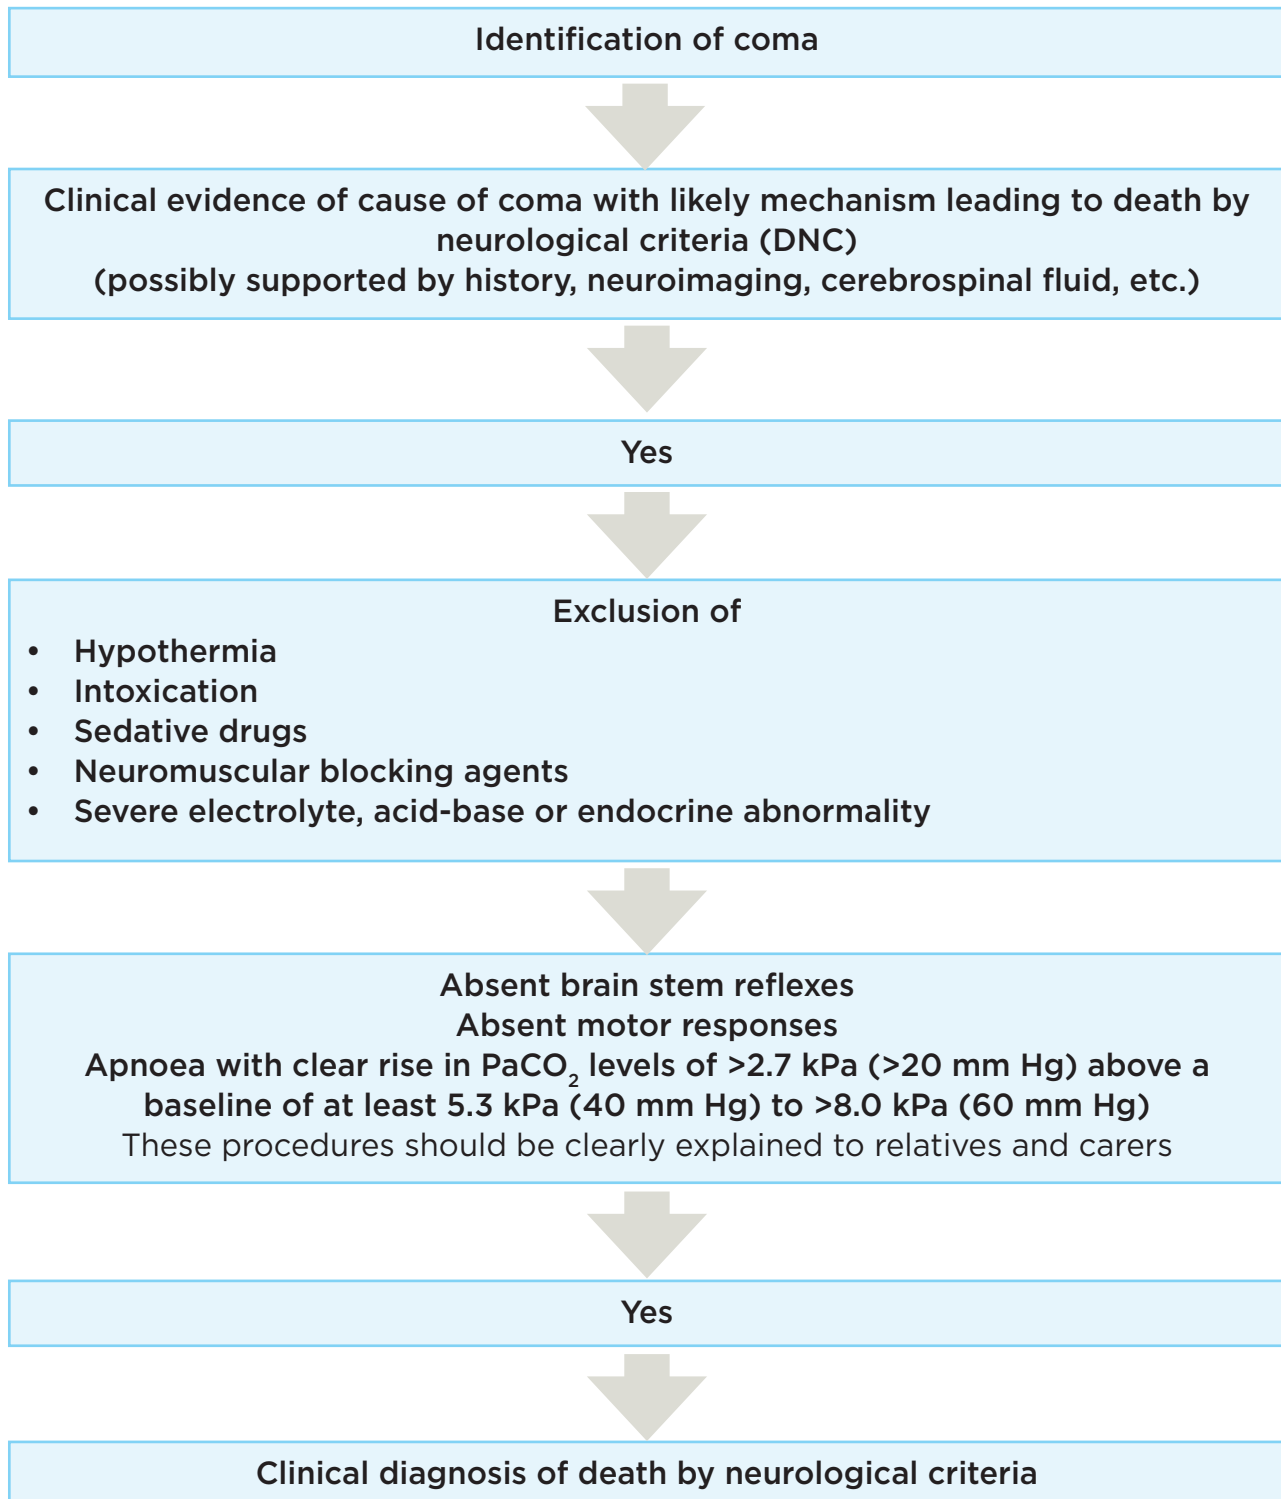 Identification of coma
Clinical evidence of cause of coma with likely mechanism leading to death by
neurological criteria (DNC)
(possibly supported by history, neuroimaging, cerebrospinal fluid, etc.)
Yes
Exclusion of
• Hypothermia
• Intoxication
• Sedative drugs
• Neuromuscular blocking agents
• Severe electrolyte, acid-base or endocrine abnormality
Absent brain stem reflexes
Absent motor responses
Apnoea with clear rise in PaCO₂ levels of >2.7 kPa (>20 mm Hg) above a
baseline of at least 5.3 kPa (40 mm Hg) to >8.0 kPa (60 mm Hg)
These procedures should be clearly explained to relatives and carers
Yes
Clinical diagnosis of death by neurological criteria